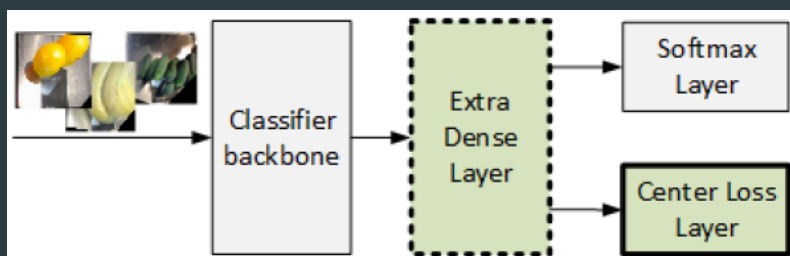 Classifier
backbone
Extra
Dense
Layer
Softmax
Layer
Center Loss
Layer